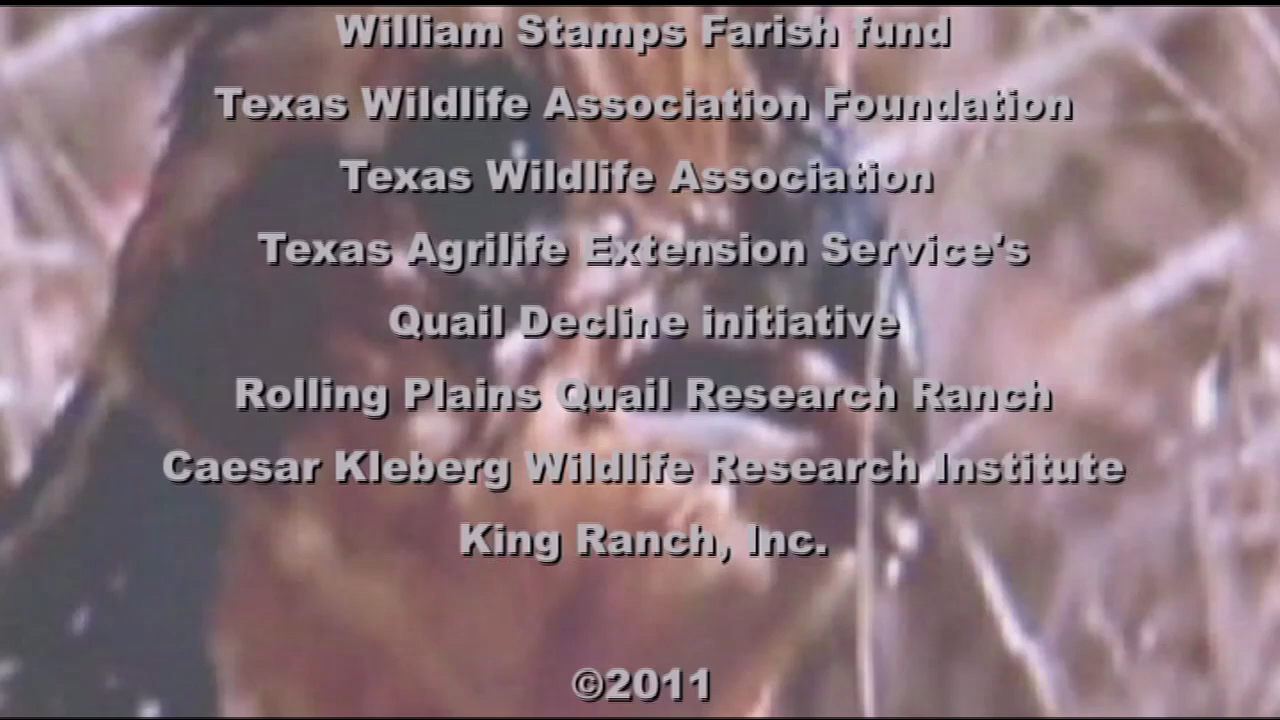 William Stamps Farish fund
Texas Wildlife Association Foundation
Texas Wildlife Association
Texas Agrilife Extension Service's
Quail Decline initiative
Rolling Plains Quail Research Ranch
Caesar Kleberg Wildlife Research Institute
King Ranch, Inc.
©2011